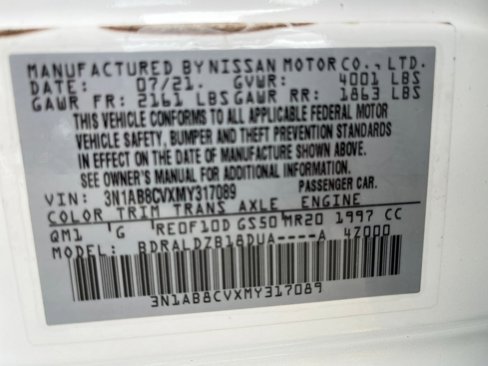 MANUFACTURED BY NISSAN MOTOR CO., LTD.
DATE: 07/21. GVWR: 4001 LBS
GAWR FR: 2161 LBS GAWR RR: 1863 LBS
THIS VEHICLE CONFORMS TO ALL APPLICABLE FEDERAL MOTOR
VEHICLE SAFETY, BUMPER AND THEFT PREVENTION STANDARDS
IN EFFECT ON THE DATE OF MANUFACTURE SHOWN ABOVE.
SEE OWNER'S MANUAL FOR ADDITIONAL INFORMATION
VIN: 3N1AB8CVXMY317089 PASSENGER CAR.
COLOR TRIM TRANS AXLE ENGINE
QM1 G RE0F10D GS50 MR20 1997 CC
MODEL: BDRALDZB18DUA----A 4Z000
3N1AB8CVXMY317089